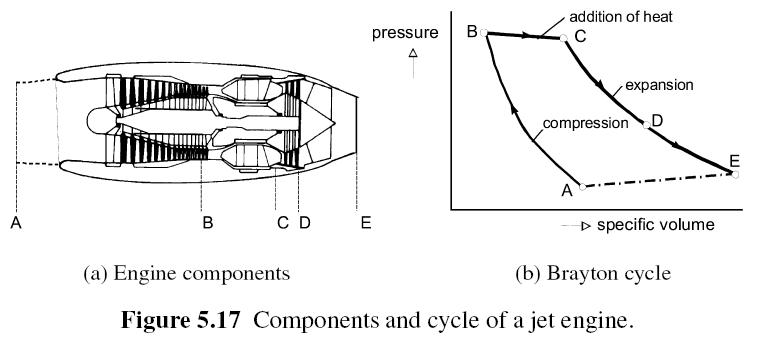 pressure
B
addition of heat
C
expansion
compression
D
A
E
specific volume
A
B
C
D
E
(a) Engine components
(b) Brayton cycle
Figure 5.17 Components and cycle of a jet engine.